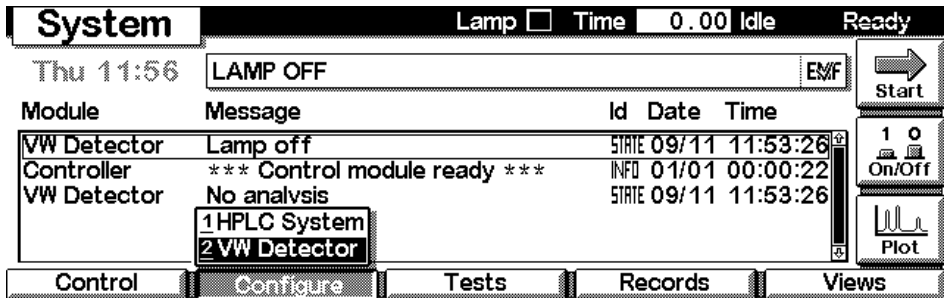 System Lamp Time 0.00 Idle Ready
Thu 11:56 LAMP OFF EMF
Start
Module Message Id Date Time
VW Detector Lamp off STATE 09/11 11:53:26
Controller *** Control module ready *** INFO 01/01 00:00:22
VW Detector No analysis STATE 09/11 11:53:26
1 0
On/Off
1 HPLC System
2 VW Detector
Plot
Control Configure Tests Records Views